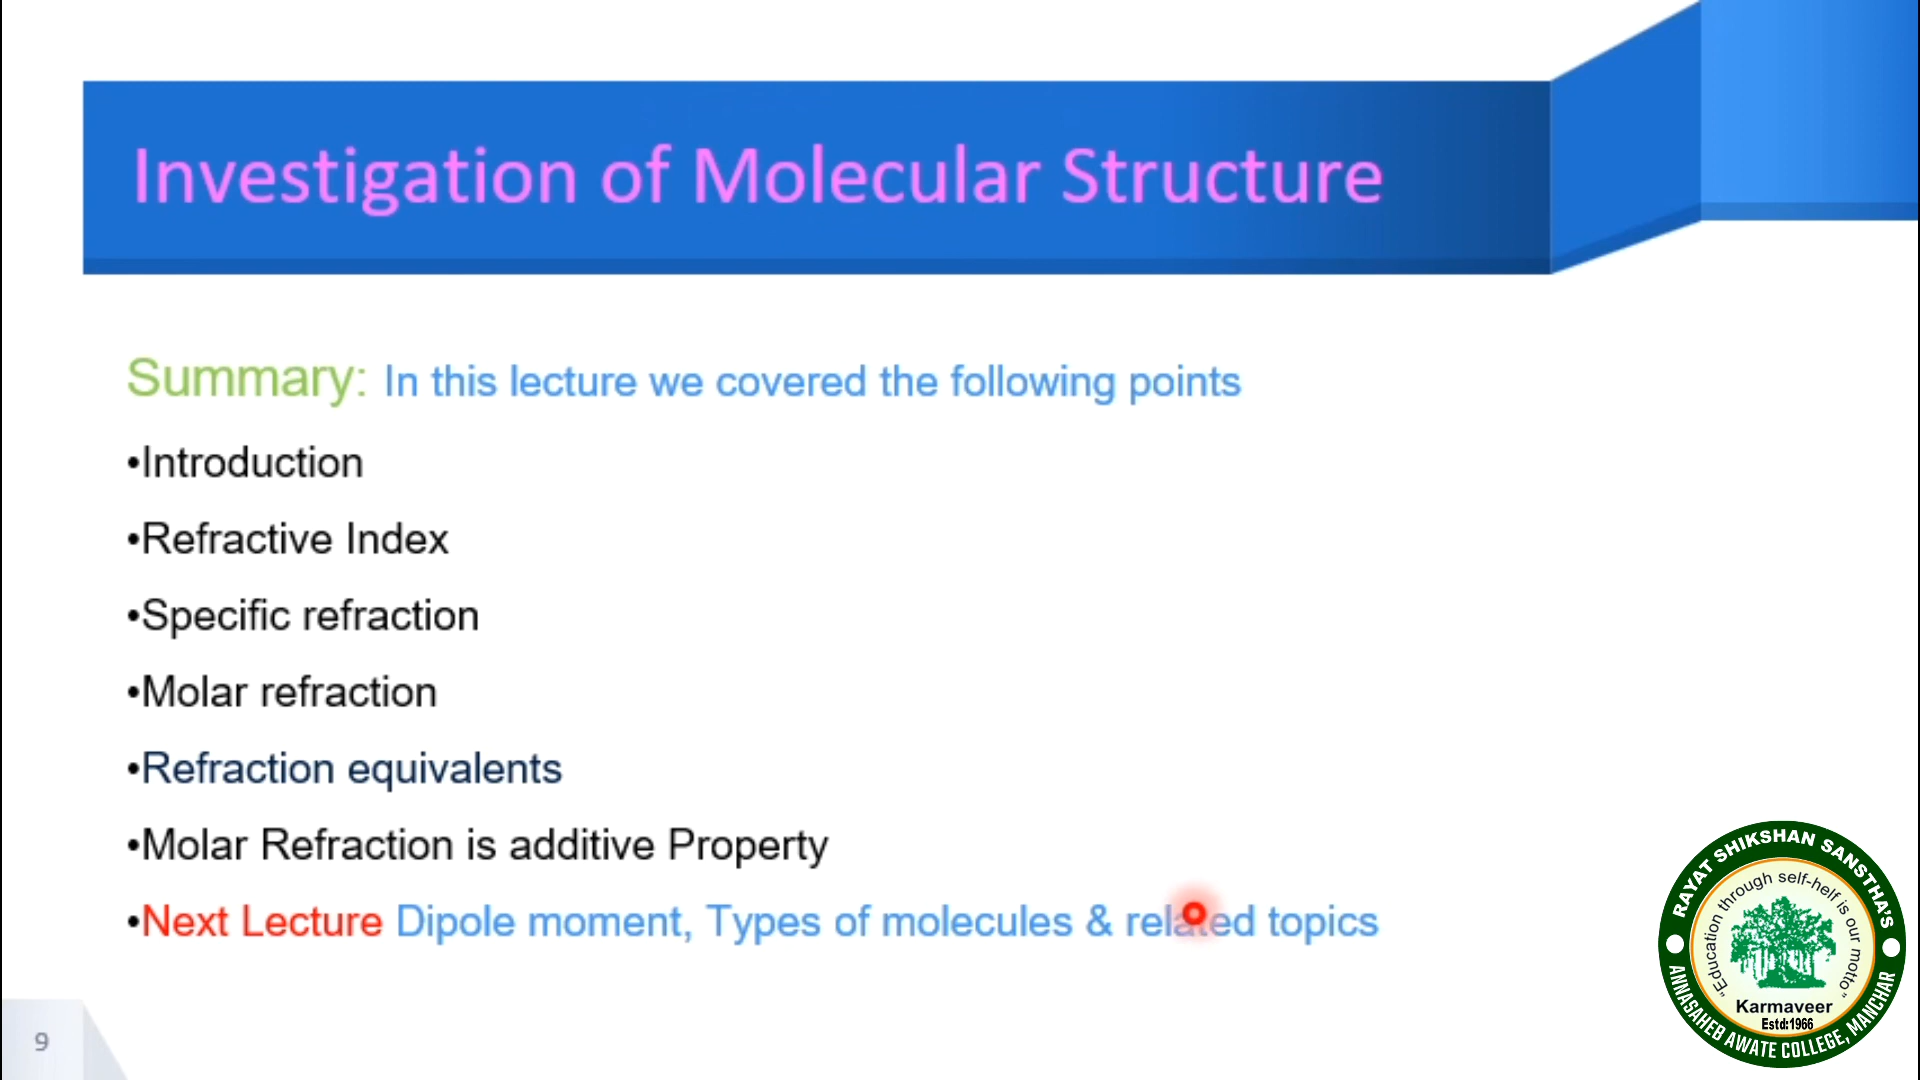 Investigation of Molecular Structure
Summary: In this lecture we covered the following points
•Introduction
•Refractive Index
•Specific refraction
•Molar refraction
•Refraction equivalents
•Molar Refraction is additive Property
•Next Lecture Dipole moment, Types of molecules & related topics
9
RAYAT SHIKSHAN SANSTHA'S
"Education through self-helf is our motto"
Karmaveer
Estd:1966
ANNASAHEB AWATE COLLEGE, MANCHAR